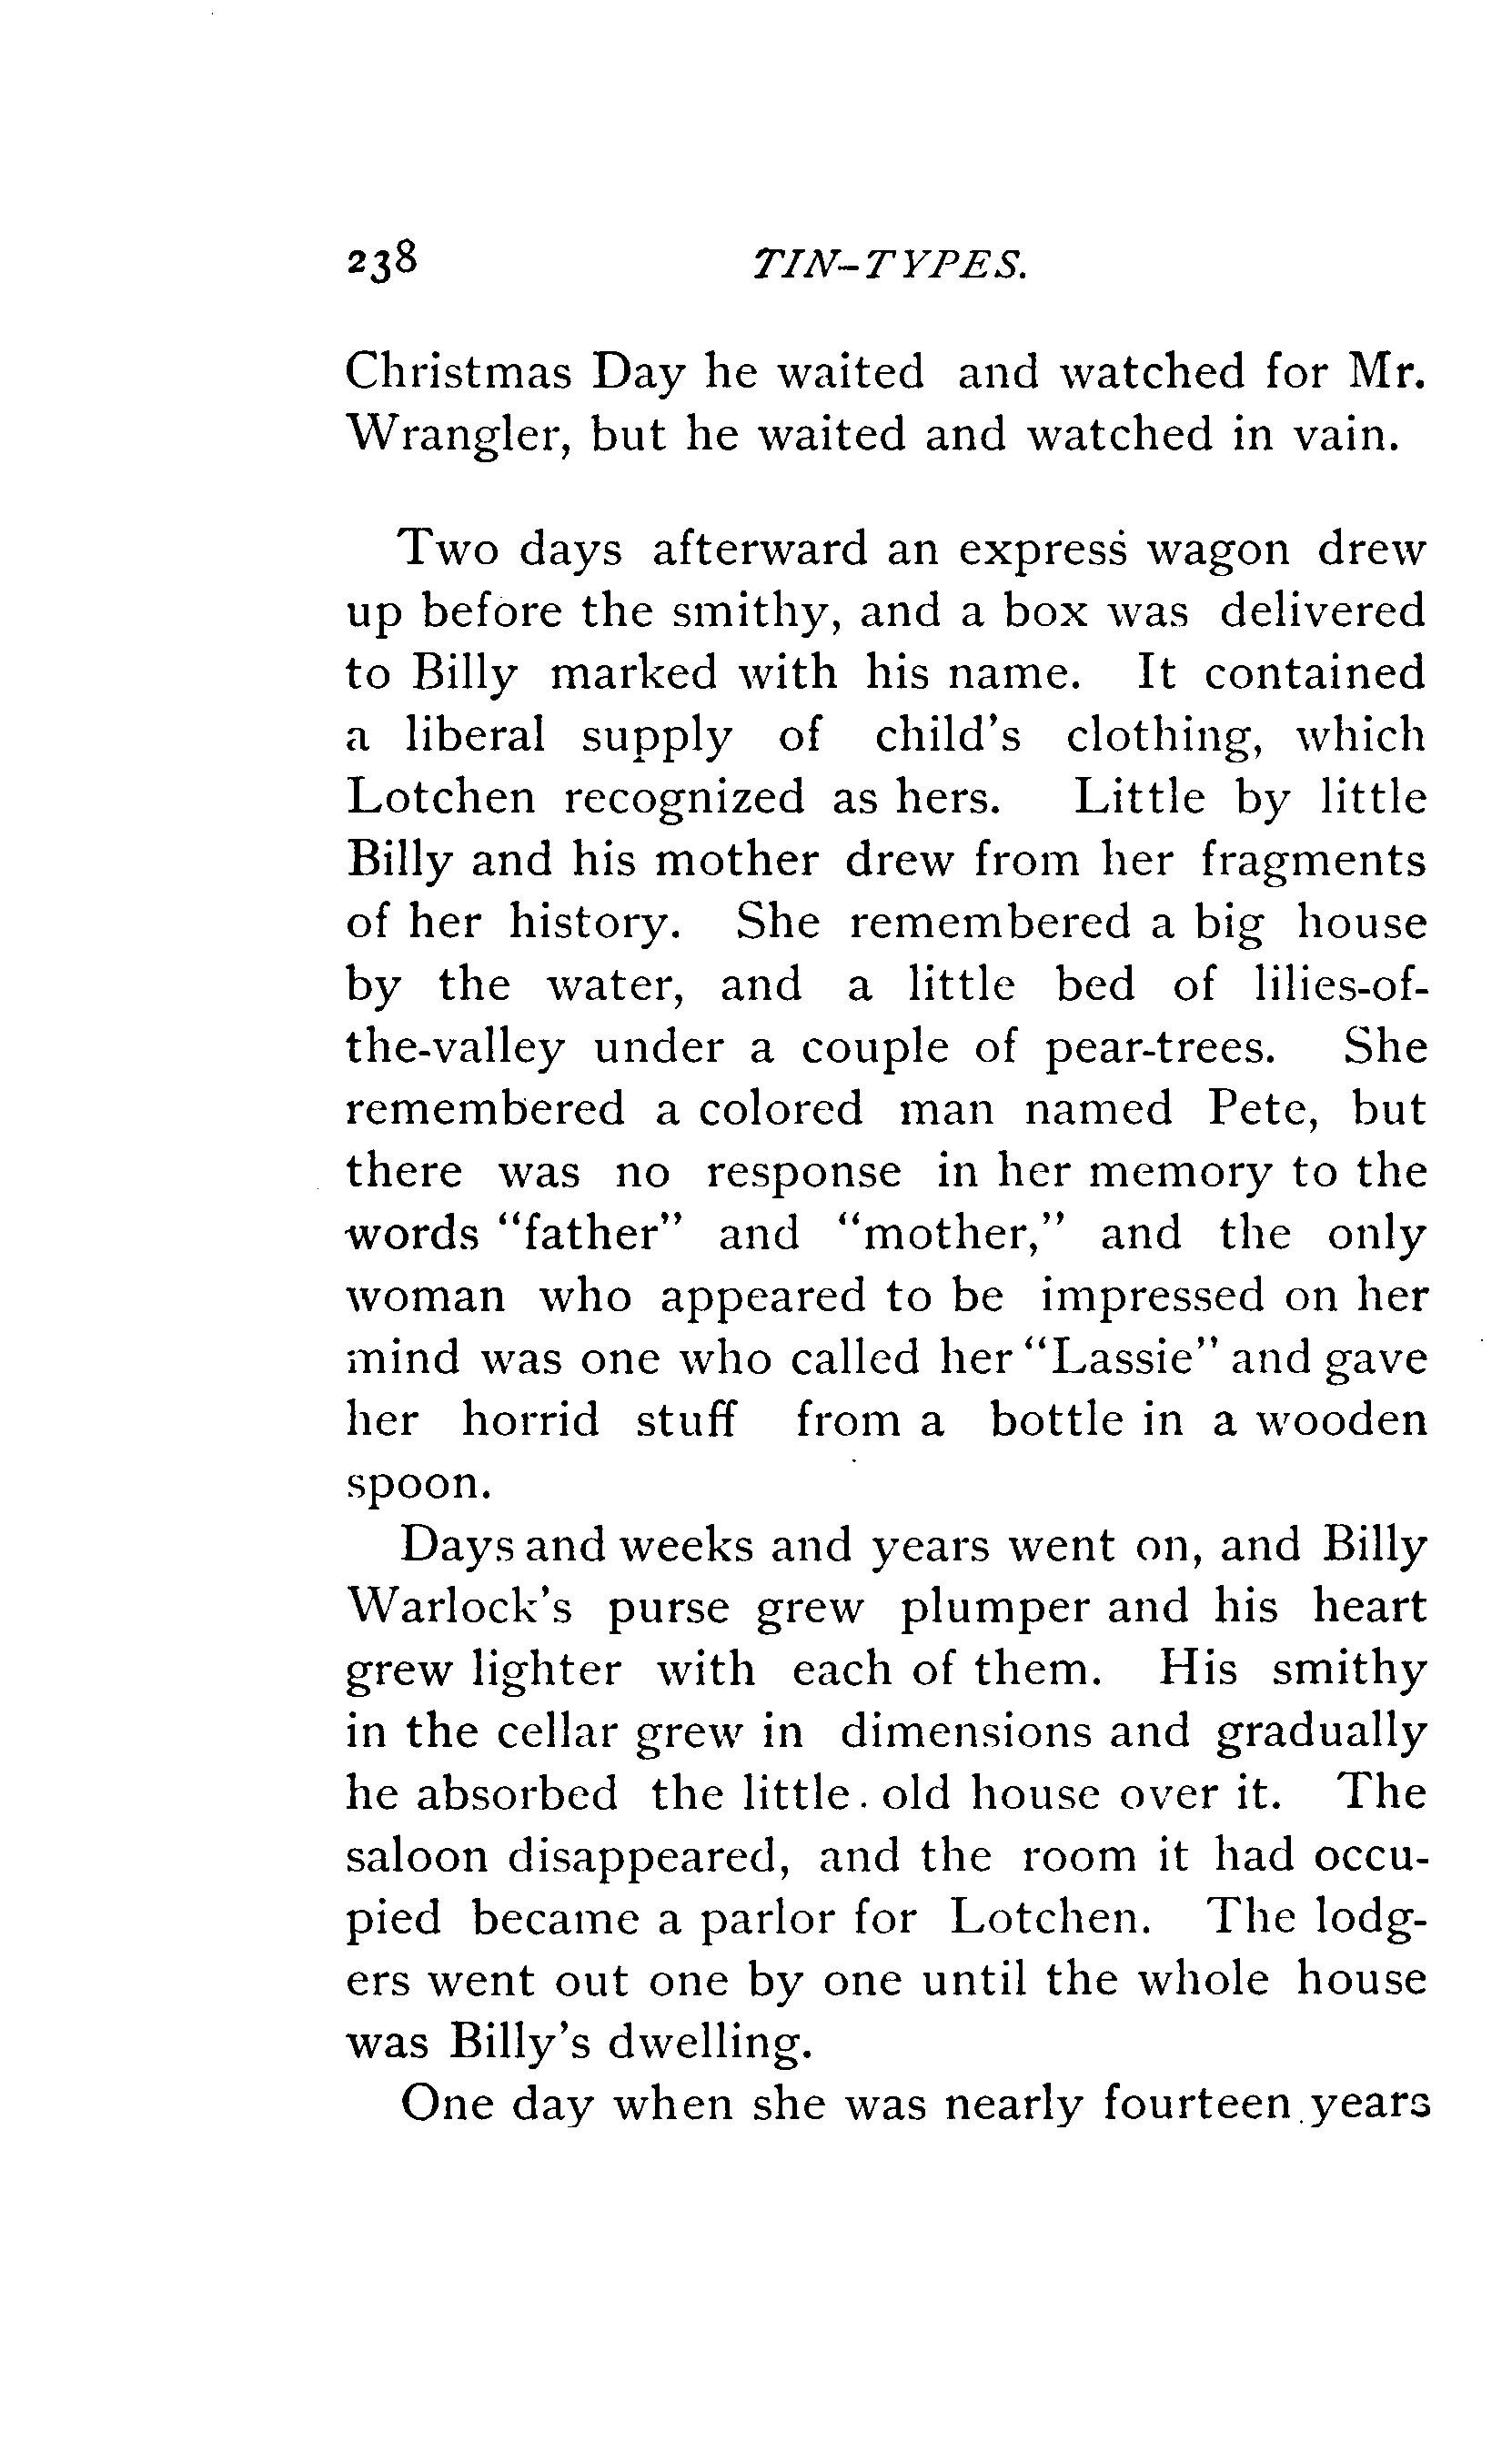 238 TIN-TYPES.
Christmas Day he waited and watched for Mr.
Wrangler, but he waited and watched in vain.
Two days afterward an express wagon drew
up before the smithy, and a box was delivered
to Billy marked with his name. It contained
a liberal supply of child's clothing, which
Lotchen recognized as hers. Little by little
Billy and his mother drew from her fragments
of her history. She remembered a big house
by the water, and a little bed of lilies-of-
the-valley under a couple of pear-trees. She
remembered a colored man named Pete, but
there was no response in her memory to the
words "father" and "mother," and the only
woman who appeared to be impressed on her
mind was one who called her "Lassie" and gave
her horrid stuff from a bottle in a wooden
spoon.
Days and weeks and years went on, and Billy
Warlock's purse grew plumper and his heart
grew lighter with each of them. His smithy
in the cellar grew in dimensions and gradually
he absorbed the little old house over it. The
saloon disappeared, and the room it had occu-
pied became a parlor for Lotchen. The lodg-
ers went out one by one until the whole house
was Billy's dwelling.
One day when she was nearly fourteen years